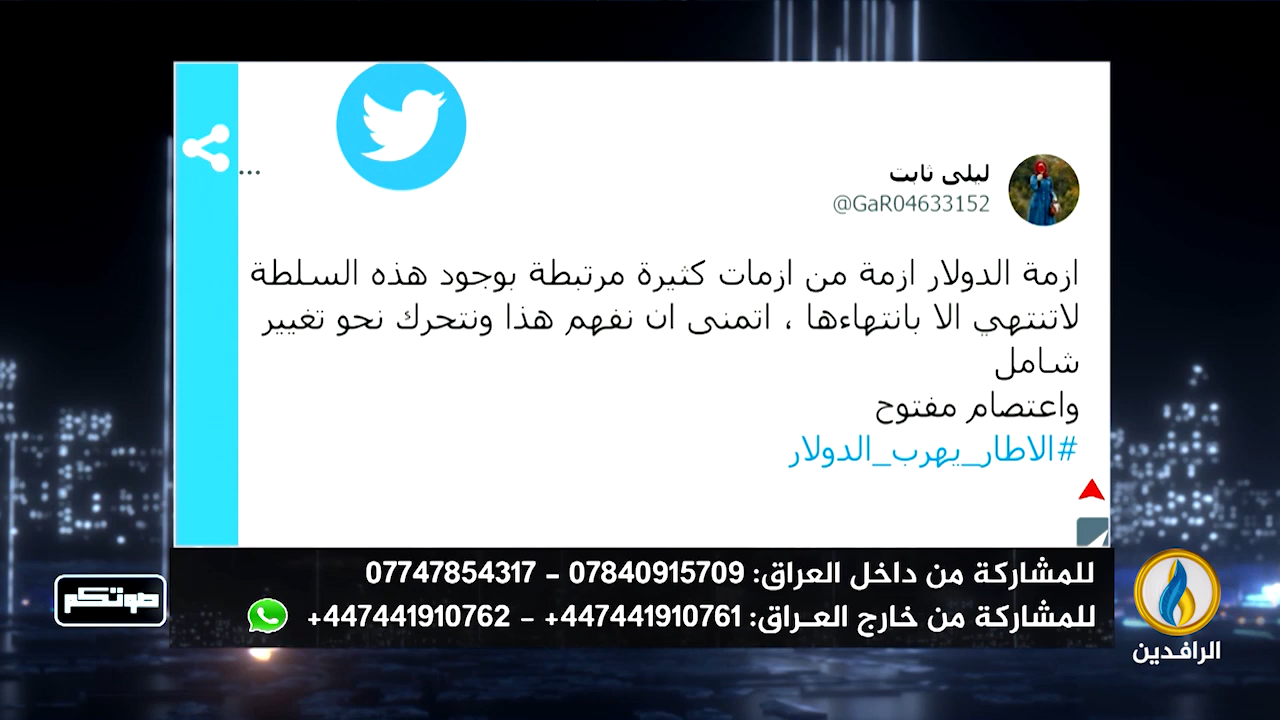 ليلى ثابت
@GaR04633152
ازمة الدولار ازمة من ازمات كثيرة مرتبطة بوجود هذه السلطة
لاتنتهي الا بانتهاءها ، اتمنى ان نفهم هذا ونتحرك نحو تغيير
شامل
واعتصام مفتوح
#الاطار_يهرب_الدولار
للمشاركة من داخل العراق: 07840915709 - 07747854317
للمشاركة من خارج العـراق: 447441910761+ - 447441910762+
صوتكم
الرافدين